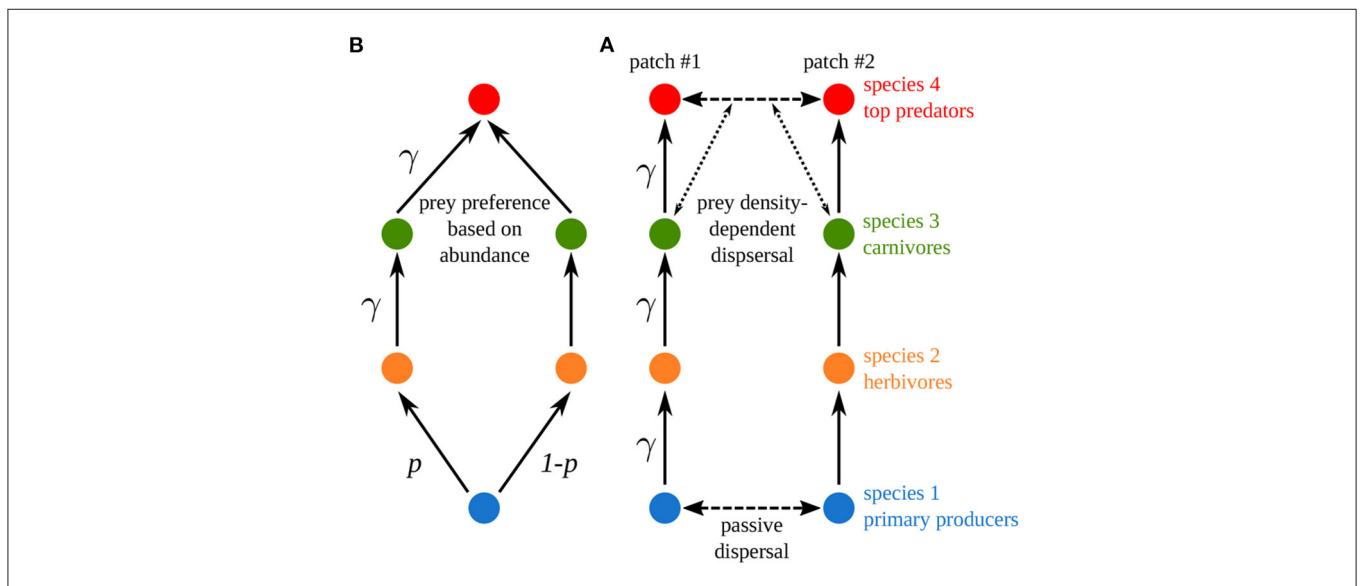 B
γ
prey preference
based on
abundance
γ
p
1-p
A
patch #1
patch #2
species 4
top predators
γ
prey density-
dependent
dispsersal
species 3
carnivores
γ
species 2
herbivores
γ
species 1
primary producers
passive
dispersal